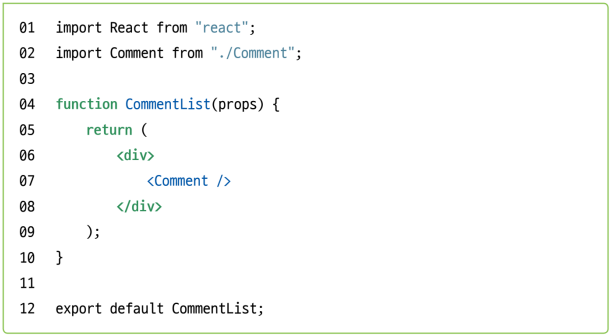 01 import React from "react";
02 import Comment from "./Comment";
03
04 function CommentList(props) {
05     return (
06         <div>
07             <Comment />
08         </div>
09     );
10 }
11
12 export default CommentList;